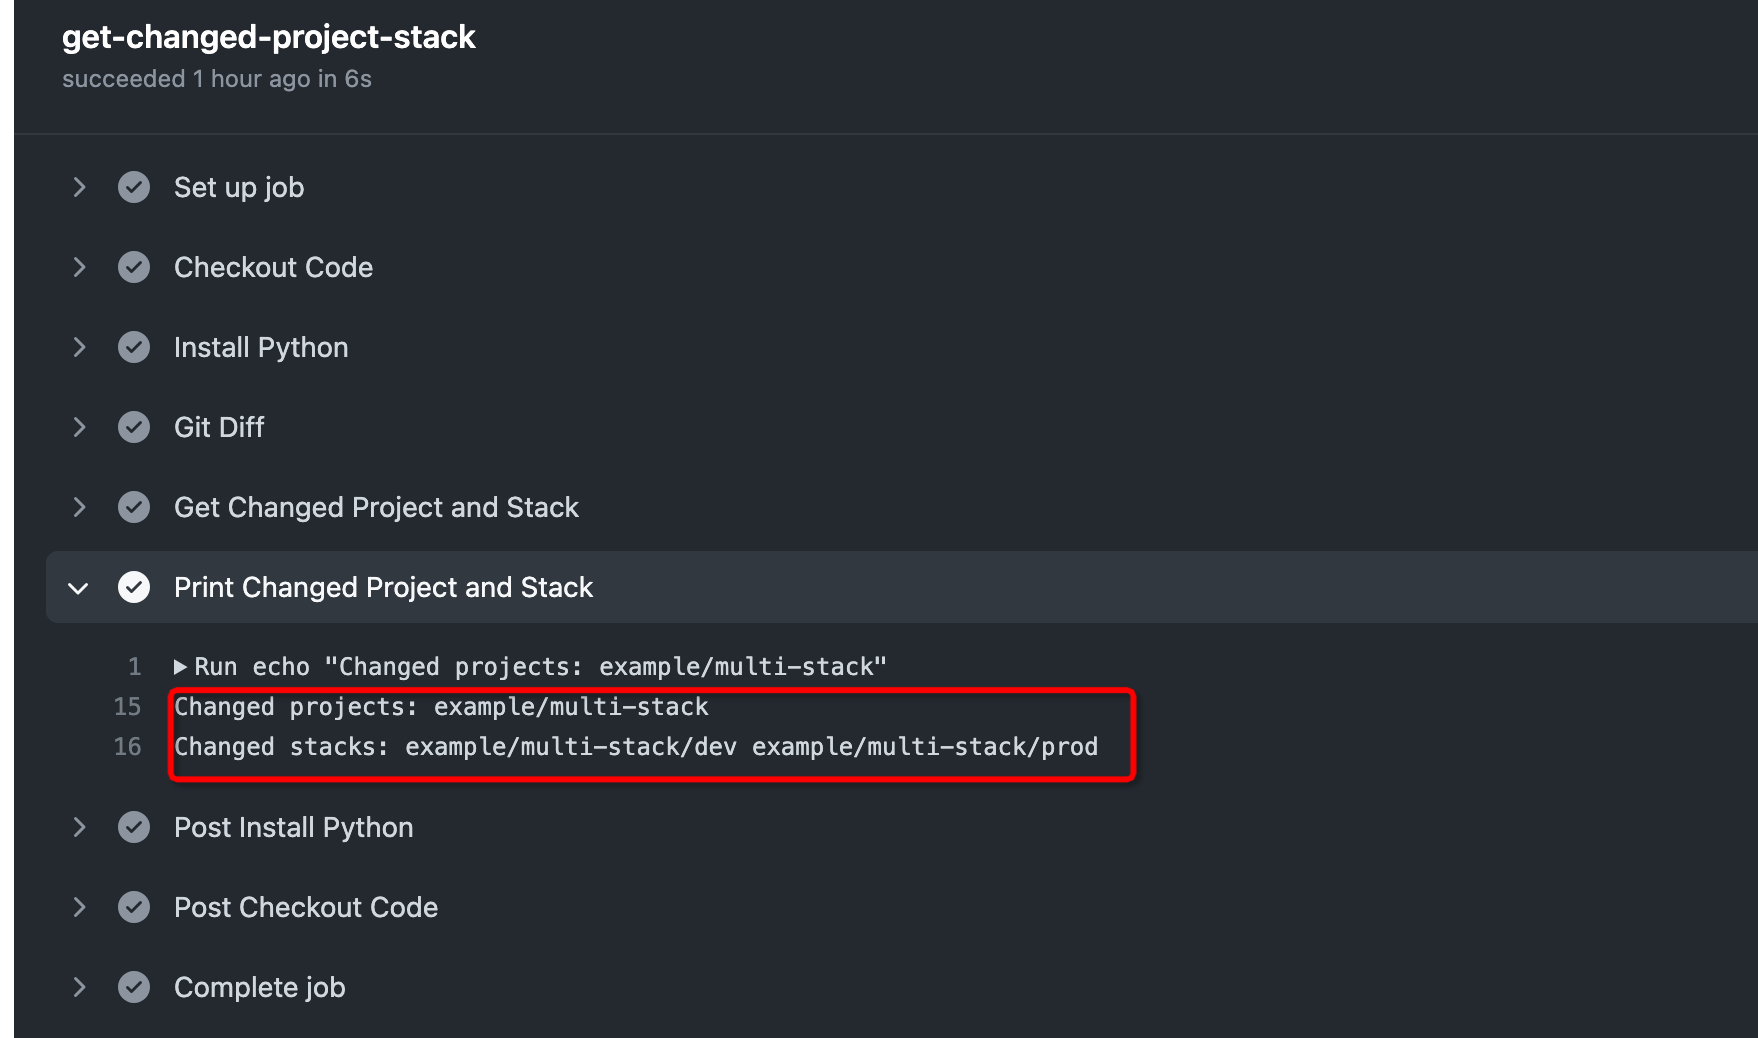 get-changed-project-stack
succeeded 1 hour ago in 6s
Set up job
Checkout Code
Install Python
Git Diff
Get Changed Project and Stack
Print Changed Project and Stack
1 Run echo "Changed projects: example/multi-stack"
15 Changed projects: example/multi-stack
16 Changed stacks: example/multi-stack/dev example/multi-stack/prod
Post Install Python
Post Checkout Code
Complete job